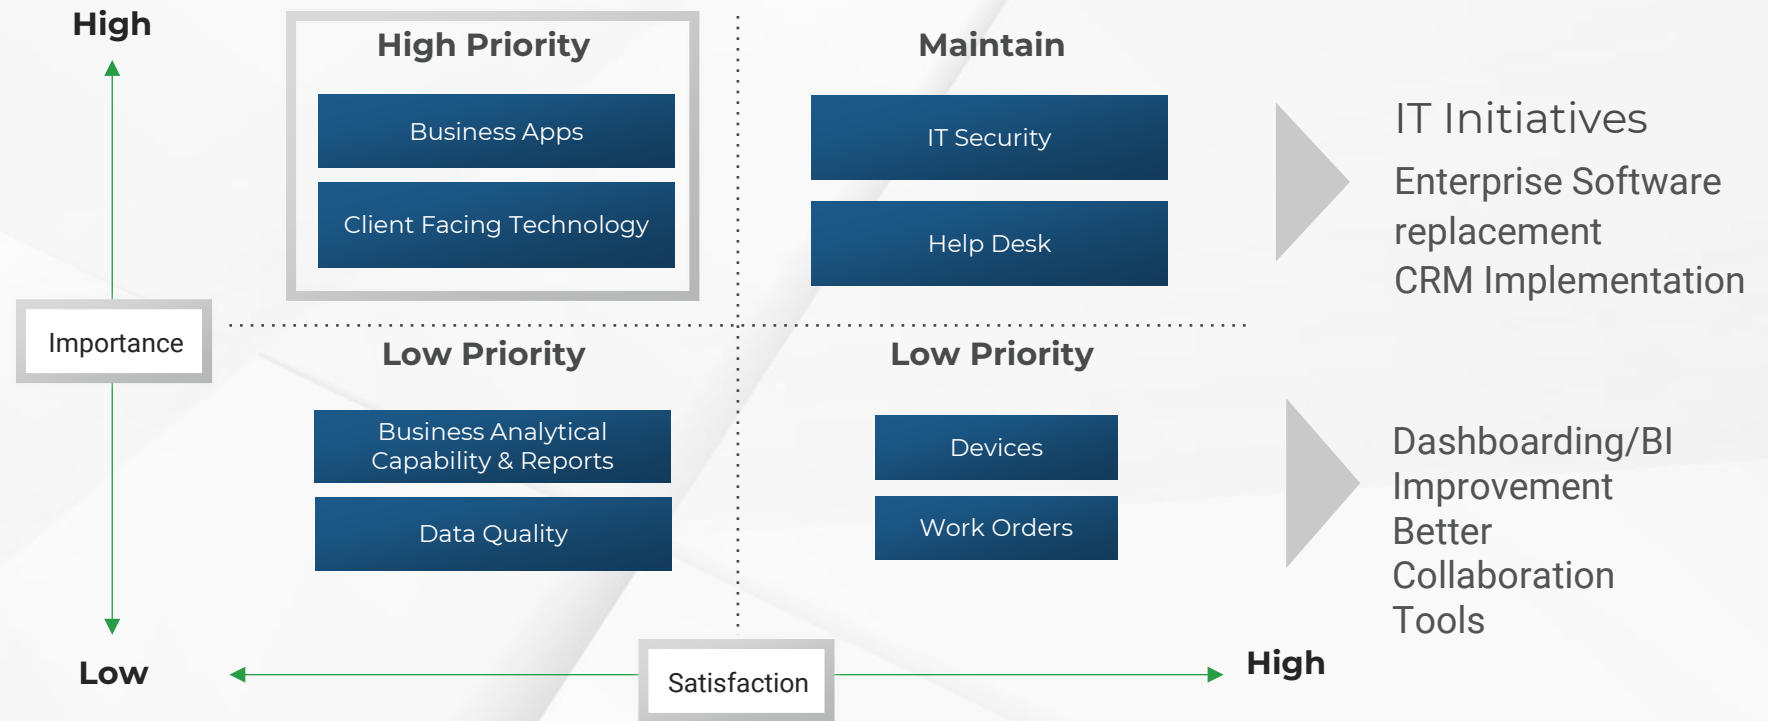 High
High Priority
Business Apps
Client Facing Technology
Maintain
IT Security
Help Desk
IT Initiatives
Enterprise Software
replacement
CRM Implementation
Importance
Low Priority
Business Analytical
Capability & Reports
Data Quality
Low Priority
Devices
Work Orders
Dashboarding/BI
Improvement
Better
Collaboration
Tools
Low
Satisfaction
High